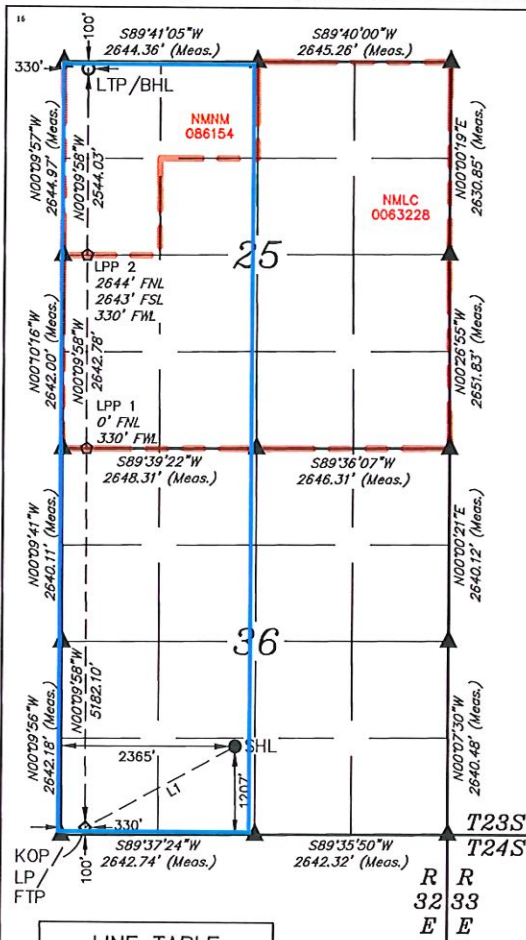 16
100'
S89°41'05"W
2644.36' (Meas.)
S89°40'00"W
2645.26' (Meas.)
330'
LTP/BHL
NMNM
086154
N00°09'57"W
2644.97' (Meas.)
N00°09'58"W
2544.03'
N00°00'19"E
2630.85' (Meas.)
NMLC
0063228
25
LPP 2
2644' FNL
2643' FSL
330' FWL
N00°10'16"W
2642.00' (Meas.)
N00°09'58"W
2642.78'
N00°26'55"W
2651.83' (Meas.)
LPP 1
0' FNL
330' FWL
S89°39'22"W
2648.31' (Meas.)
S89°36'07"W
2646.31' (Meas.)
N00°09'41"W
2640.11' (Meas.)
N00°00'21"E
2640.12' (Meas.)
36
N00°09'58"W
5182.10'
N00°09'56"W
2642.18' (Meas.)
N00°07'30"W
2640.48' (Meas.)
SHL
2365'
L1
1207'
330'
T23S
T24S
KOP
LP
FTP
100'
S89°37'24"W
2642.74' (Meas.)
S89°35'50"W
2642.32' (Meas.)
R R
32 33
E E
LINE TABLE